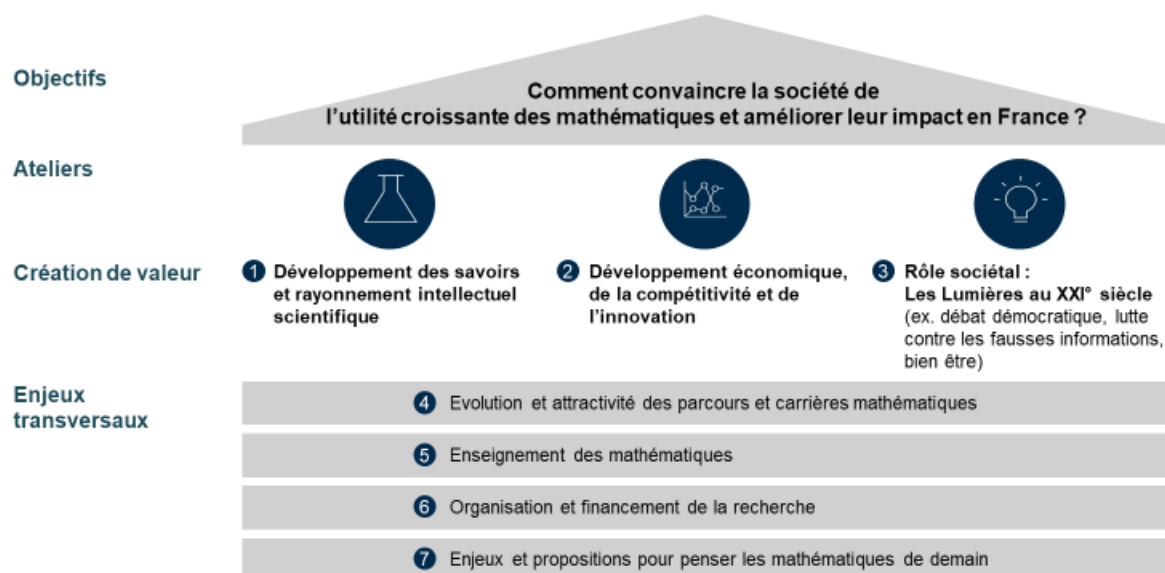 Objectifs
Comment convaincre la société de
l'utilité croissante des mathématiques et améliorer leur impact en France ?
Ateliers
Création de valeur
1 Développement des savoirs
et rayonnement intellectuel
scientifique
2 Développement économique,
de la compétitivité et de
l'innovation
3 Rôle sociétal :
Les Lumières au XXI° siècle
(ex. débat démocratique, lutte
contre les fausses informations,
bien être)
Enjeux
transversaux
4 Evolution et attractivité des parcours et carrières mathématiques
5 Enseignement des mathématiques
6 Organisation et financement de la recherche
7 Enjeux et propositions pour penser les mathématiques de demain